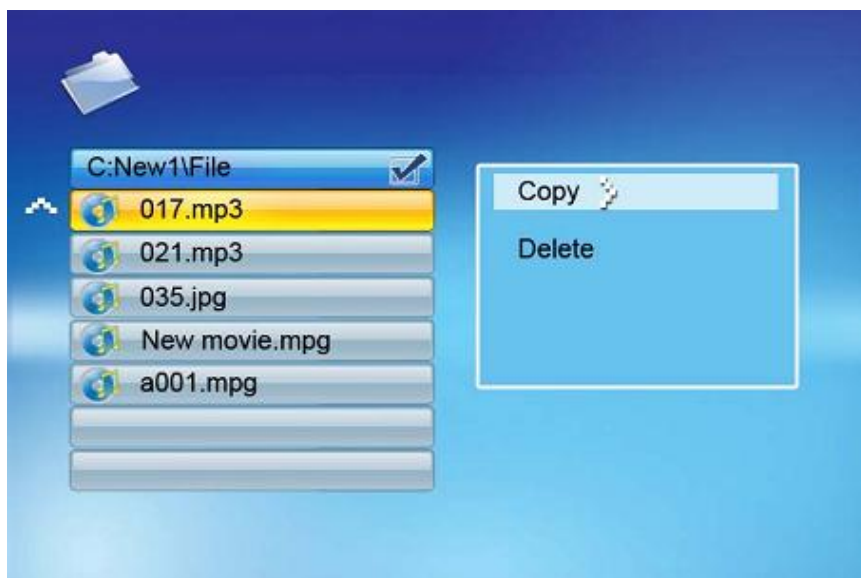 C:New1\File
017.mp3
021.mp3
035.jpg
New movie.mpg
a001.mpg
Copy
Delete